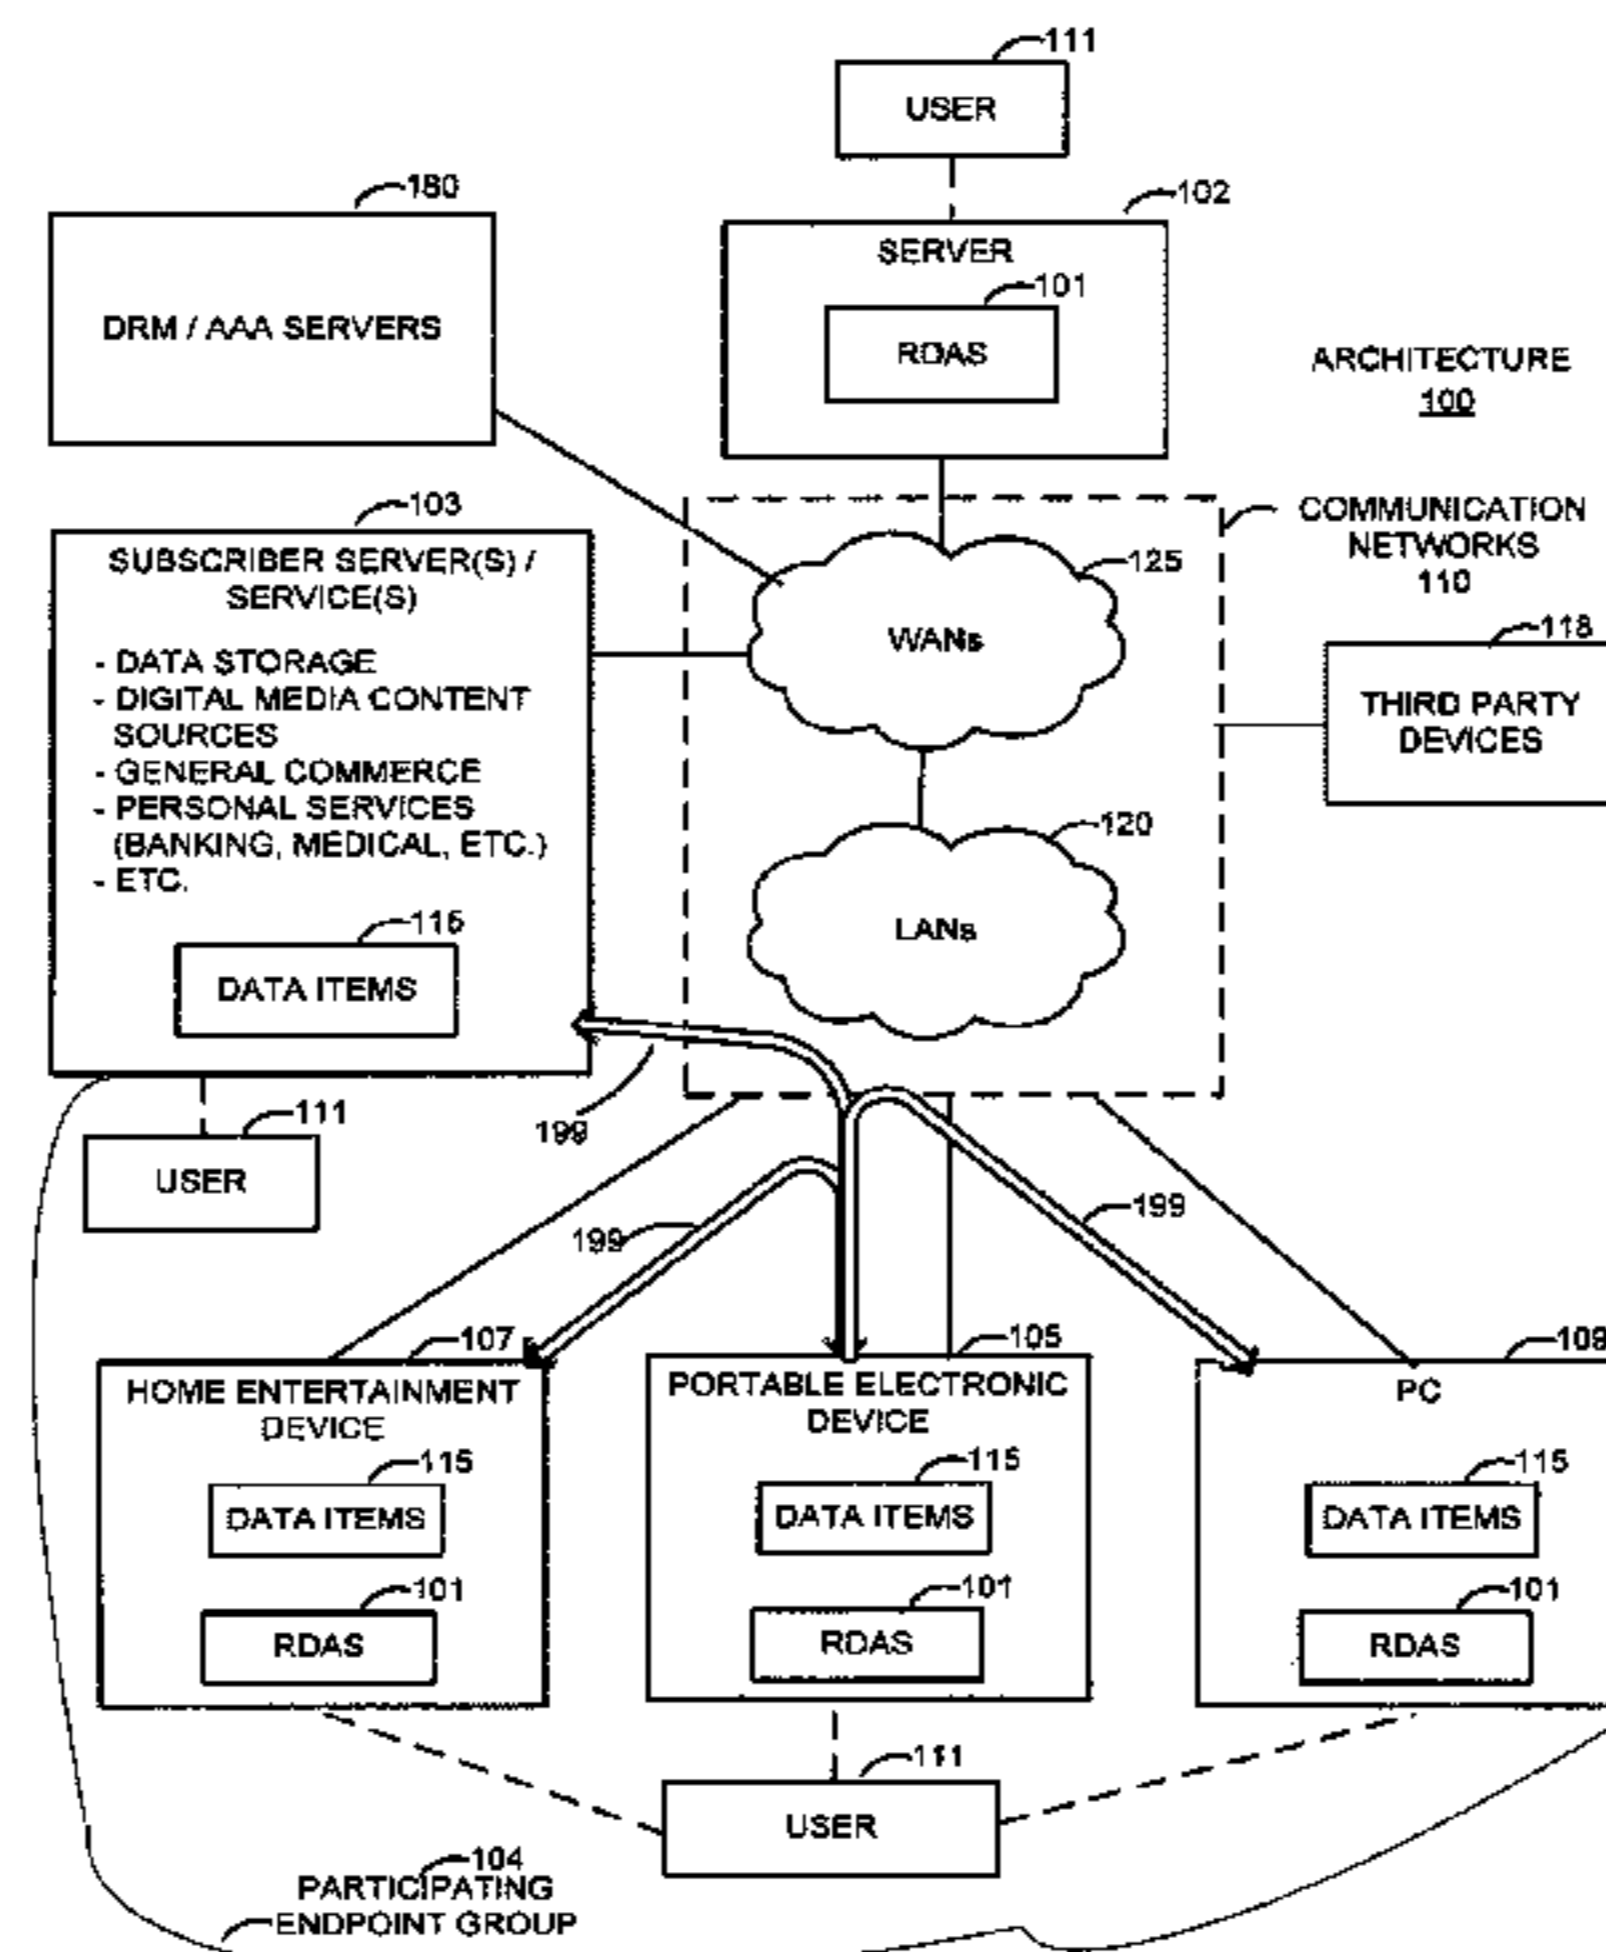 111
USER
180
102
SERVER
101
RDAS
DRM / AAA SERVERS
ARCHITECTURE
100
103
SUBSCRIBER SERVER(S) /
SERVICE(S)
- DATA STORAGE
- DIGITAL MEDIA CONTENT
SOURCES
- GENERAL COMMERCE
- PERSONAL SERVICES
(BANKING, MEDICAL, ETC.)
- ETC.
115
DATA ITEMS
COMMUNICATION
NETWORKS
110
125
WANs
118
THIRD PARTY
DEVICES
120
LANs
199
111
USER
199
199
107
HOME ENTERTAINMENT
DEVICE
115
DATA ITEMS
101
RDAS
105
PORTABLE ELECTRONIC
DEVICE
115
DATA ITEMS
101
RDAS
109
PC
115
DATA ITEMS
101
RDAS
111
USER
104
PARTICIPATING
ENDPOINT GROUP